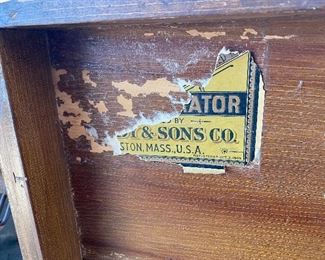 ATOR
BY
& SONS CO.
STON, MASS., U.S.A.